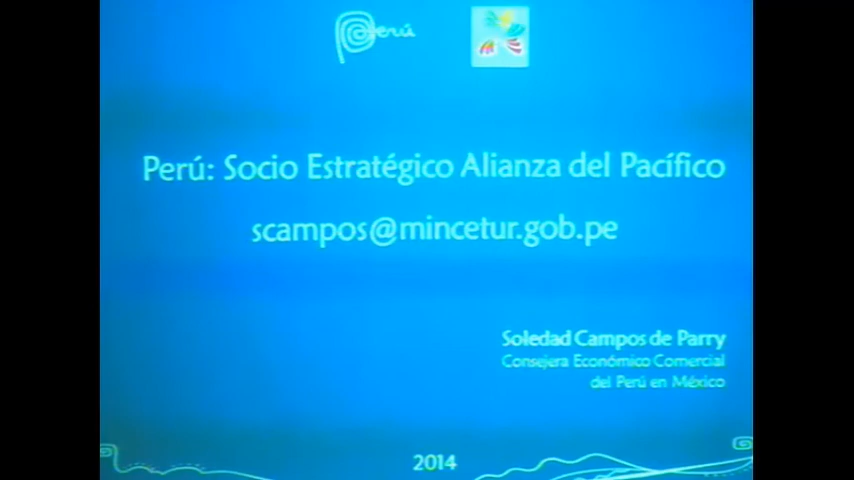 Perú
Perú: Socio Estratégico Alianza del Pacífico
scampos@mincetur.gob.pe
Soledad Campos de Parry
Consejera Económico Comercial
del Perú en México
2014